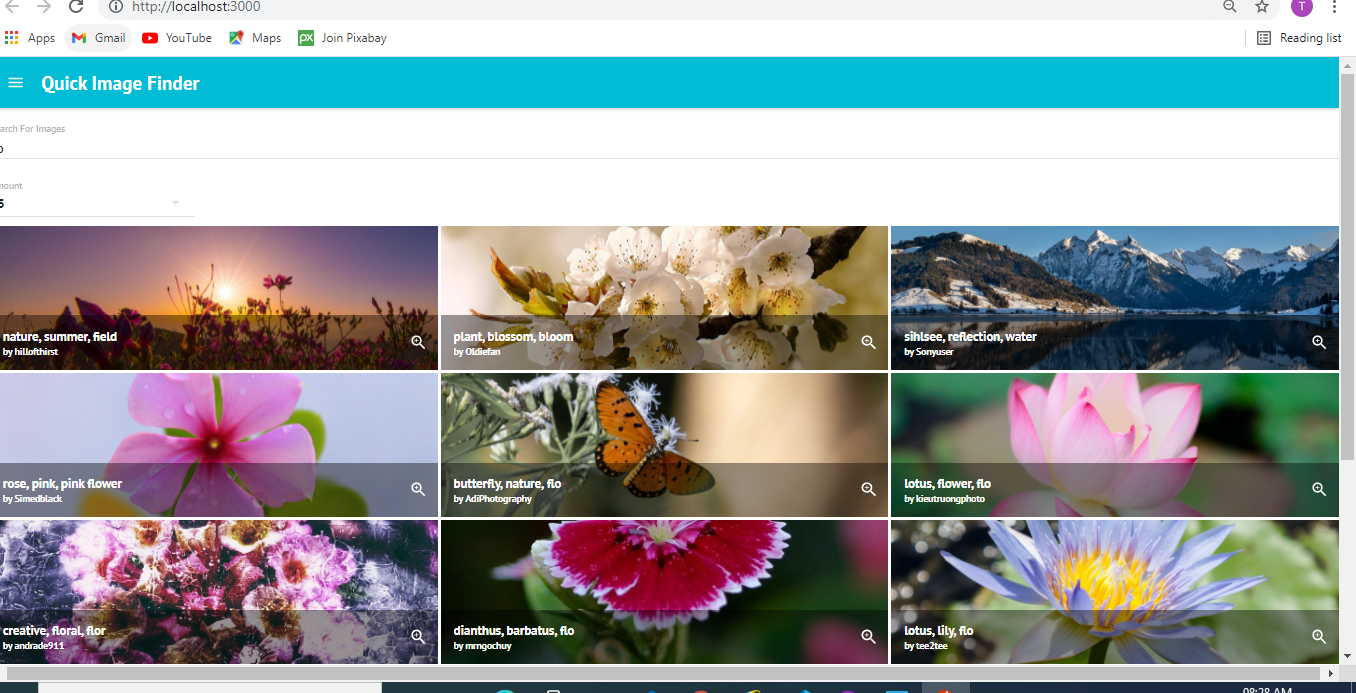 http://localhost:3000
T
Apps Gmail YouTube Maps px Join Pixabay Reading list
Quick Image Finder
arch For Images
o
mount
5
nature, summer, field
by hillofthirst
plant, blossom, bloom
by Oldiefan
sihlsee, reflection, water
by Sonyuser
rose, pink, pink flower
by Simedblack
butterfly, nature, flo
by AdiPhotography
lotus, flower, flo
by kieutruongphoto
creative, floral, flor
by andrade911
dianthus, barbatus, flo
by mmgochuy
lotus, lily, flo
by tee2tee
08:28 AM